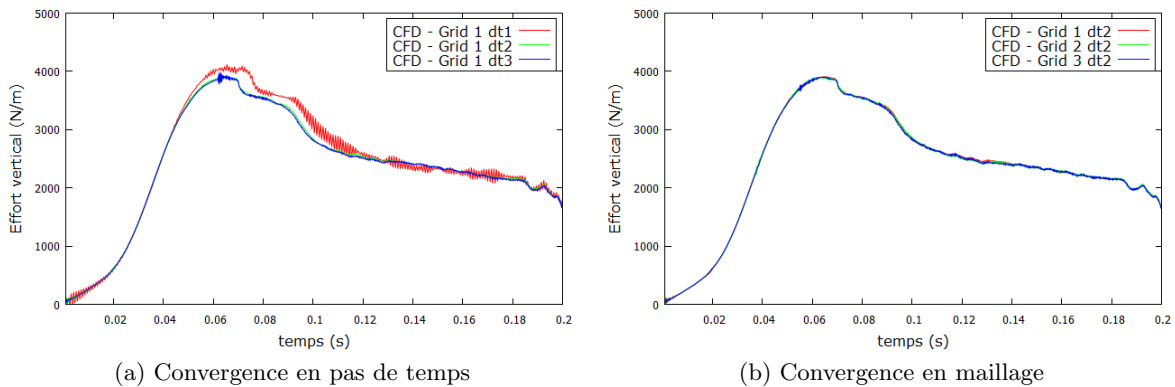 5000
4000
3000
2000
1000
0
Effort vertical (N/m)
CFD - Grid 1 dt1
CFD - Grid 1 dt2
CFD - Grid 1 dt3
0.02 0.04 0.06 0.08 0.1 0.12 0.14 0.16 0.18 0.2
temps (s)
(a) Convergence en pas de temps
5000
4000
3000
2000
1000
0
Effort vertical (N/m)
CFD - Grid 1 dt2
CFD - Grid 2 dt2
CFD - Grid 3 dt2
0.02 0.04 0.06 0.08 0.1 0.12 0.14 0.16 0.18 0.2
temps (s)
(b) Convergence en maillage